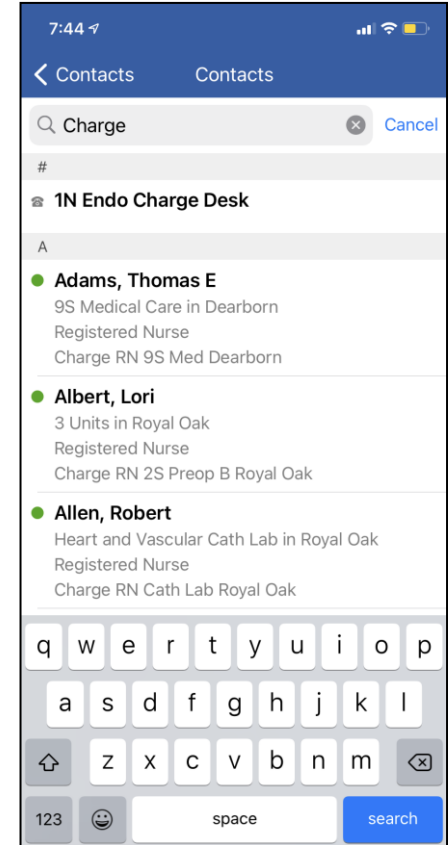 7:44
Contacts Contacts
Charge Cancel
#
1N Endo Charge Desk
A
Adams, Thomas E
9S Medical Care in Dearborn
Registered Nurse
Charge RN 9S Med Dearborn
Albert, Lori
3 Units in Royal Oak
Registered Nurse
Charge RN 2S Preop B Royal Oak
Allen, Robert
Heart and Vascular Cath Lab in Royal Oak
Registered Nurse
Charge RN Cath Lab Royal Oak
q w e r t y u i o p
a s d f g h j k l
z x c v b n m
123 space search